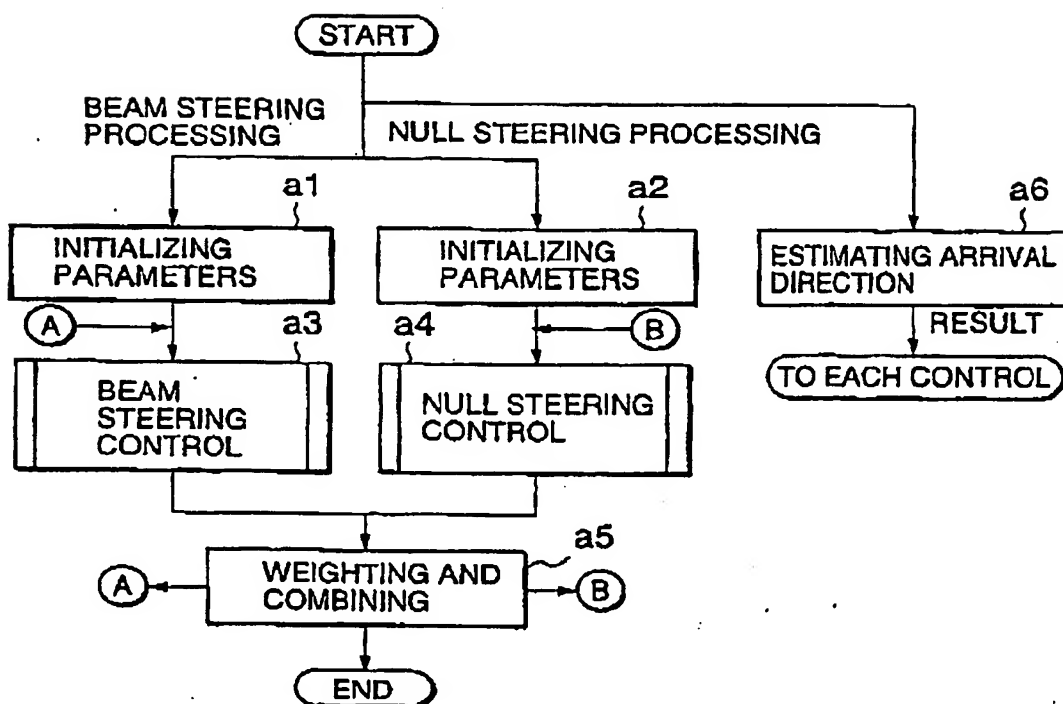 START
BEAM STEERING
PROCESSING
NULL STEERING PROCESSING
a1
a2
a6
INITIALIZING
PARAMETERS
INITIALIZING
PARAMETERS
ESTIMATING ARRIVAL
DIRECTION
A
B
RESULT
a3
a4
BEAM
STEERING
CONTROL
NULL STEERING
CONTROL
TO EACH CONTROL
a5
A
WEIGHTING AND
COMBINING
B
END